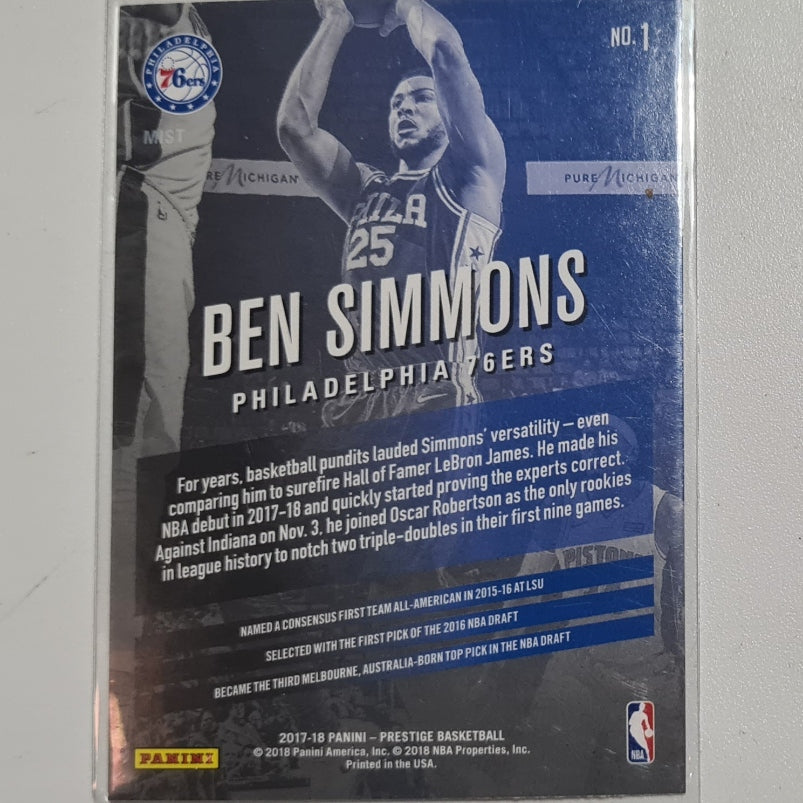 PHILADELPHIA
76ers
NO. 1
MIST
PURE MICHIGAN
PURE MICHIGAN
PHILA
25
BEN SIMMONS
PHILADELPHIA 76ERS
For years, basketball pundits lauded Simmons' versatility – even
comparing him to surefire Hall of Famer LeBron James. He made his
NBA debut in 2017-18 and quickly started proving the experts correct.
Against Indiana on Nov. 3, he joined Oscar Robertson as the only rookies
in league history to notch two triple-doubles in their first nine games.
PISTONS
NAMED A CONSENSUS FIRST TEAM ALL-AMERICAN IN 2015-16 AT LSU
SELECTED WITH THE FIRST PICK OF THE 2016 NBA DRAFT
BECAME THE THIRD MELBOURNE, AUSTRALIA-BORN TOP PICK IN THE NBA DRAFT
2017-18 PANINI – PRESTIGE BASKETBALL
© 2018 Panini America, Inc. © 2018 NBA Properties, Inc.
Printed in the USA.
PANINI
NBA